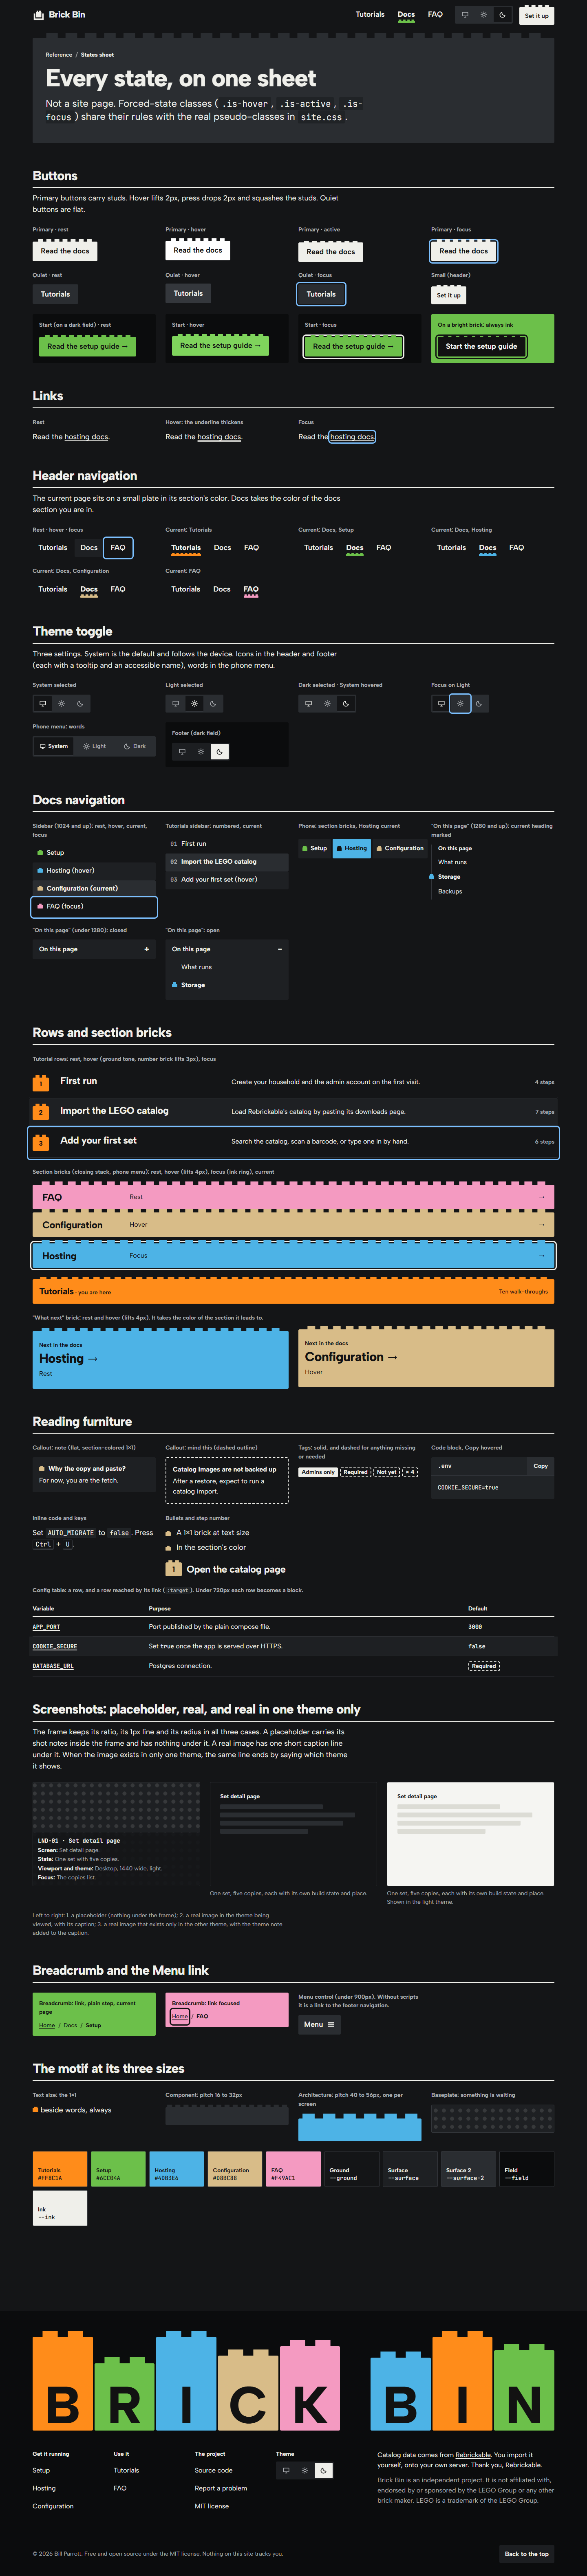 Brick Bin
Tutorials
Docs
FAQ
Set it up
Reference / States sheet
Every state, on one sheet
Not a site page. Forced-state classes ( .is-hover , .is-active , .is-
focus ) share their rules with the real pseudo-classes in site.css .
Buttons
Primary buttons carry studs. Hover lifts 2px, press drops 2px and squashes the studs. Quiet
buttons are flat.
Primary · rest
Primary · hover
Primary · active
Primary · focus
Read the docs
Read the docs
Read the docs
Read the docs
Quiet · rest
Quiet · hover
Quiet · focus
Small (header)
Tutorials
Tutorials
Tutorials
Set it up
Start (on a dark field) · rest
Start · hover
Start · focus
On a bright brick: always ink
Read the setup guide →
Read the setup guide →
Read the setup guide →
Start the setup guide
Links
Rest
Hover: the underline thickens
Focus
Read the hosting docs.
Read the hosting docs.
Read the hosting docs.
Header navigation
The current page sits on a small plate in its section's color. Docs takes the color of the docs
section you are in.
Rest · hover · focus
Current: Tutorials
Current: Docs, Setup
Current: Docs, Hosting
Tutorials Docs FAQ
Tutorials Docs FAQ
Tutorials Docs FAQ
Tutorials Docs FAQ
Current: Docs, Configuration
Current: FAQ
Tutorials Docs FAQ
Tutorials Docs FAQ
Theme toggle
Three settings. System is the default and follows the device. Icons in the header and footer
(each with a tooltip and an accessible name), words in the phone menu.
System selected
Light selected
Dark selected · System hovered
Focus on Light
Phone menu: words
System Light Dark
Footer (dark field)
Docs navigation
Sidebar (1024 and up): rest, hover, current,
focus
Setup
Hosting (hover)
Configuration (current)
FAQ (focus)
Tutorials sidebar: numbered, current
01 First run
02 Import the LEGO catalog
03 Add your first set (hover)
Phone: section bricks, Hosting current
Setup Hosting Configuration
"On this page" (1280 and up): current heading
marked
On this page
What runs
Storage
Backups
"On this page" (under 1280): closed
On this page +
"On this page": open
On this page −
What runs
Storage
Rows and section bricks
Tutorial rows: rest, hover (ground tone, number brick lifts 3px), focus
1 First run Create your household and the admin account on the first visit. 4 steps
2 Import the LEGO catalog Load Rebrickable's catalog by pasting its downloads page. 7 steps
3 Add your first set Search the catalog, scan a barcode, or type one in by hand. 6 steps
Section bricks (closing stack, phone menu): rest, hover (lifts 4px), focus (ink ring), current
FAQ Rest →
Configuration Hover →
Hosting Focus →
Tutorials · you are here Ten walk-throughs
"What next" brick: rest and hover (lifts 4px). It takes the color of the section it leads to.
Next in the docs
Hosting →
Rest
Next in the docs
Configuration →
Hover
Reading furniture
Callout: note (flat, section-colored 1×1)
Why the copy and paste?
For now, you are the fetch.
Callout: mind this (dashed outline)
Catalog images are not backed up
After a restore, expect to run a
catalog import.
Tags: solid, and dashed for anything missing
or needed
Admins only Required Not yet × 4
Code block, Copy hovered
.env Copy
COOKIE_SECURE=true
Inline code and keys
Set AUTO_MIGRATE to false . Press
Ctrl + U .
Bullets and step number
A 1×1 brick at text size
In the section's color
1 Open the catalog page
Config table: a row, and a row reached by its link ( :target ). Under 720px each row becomes a block.
Variable Purpose Default
APP_PORT Port published by the plain compose file. 3000
COOKIE_SECURE Set true once the app is served over HTTPS. false
DATABASE_URL Postgres connection. Required
Screenshots: placeholder, real, and real in one theme only
The frame keeps its ratio, its 1px line and its radius in all three cases. A placeholder carries its
shot notes inside the frame and has nothing under it. A real image has one short caption line
under it. When the image exists in only one theme, the same line ends by saying which theme
it shows.
LND-01 · Set detail page
Screen: Set detail page.
State: One set with five copies.
Viewport and theme: Desktop, 1440 wide, light.
Focus: The copies list.
Set detail page
One set, five copies, each with its own build state and place.
Set detail page
One set, five copies, each with its own build state and place.
Shown in the light theme.
Left to right: 1. a placeholder (nothing under the frame); 2. a real image in the theme being
viewed, with its caption; 3. a real image that exists only in the other theme, with the theme note
added to the caption.
Breadcrumb and the Menu link
Breadcrumb: link, plain step, current
page
Home / Docs / Setup
Breadcrumb: link focused
Home / FAQ
Menu control (under 900px). Without scripts
it is a link to the footer navigation.
Menu
The motif at its three sizes
Text size: the 1×1
beside words, always
Component: pitch 16 to 32px
Architecture: pitch 40 to 56px, one per
screen
Baseplate: something is waiting
Tutorials
#FF8C1A
Setup
#6CC04A
Hosting
#4DB3E6
Configuration
#D8BC88
FAQ
#F49AC1
Ground
--ground
Surface
--surface
Surface 2
--surface-2
Field
--field
Ink
--ink
BRICK BIN
Get it running
Setup
Hosting
Configuration
Use it
Tutorials
FAQ
The project
Source code
Report a problem
MIT license
Theme
Catalog data comes from Rebrickable. You import it
yourself, onto your own server. Thank you, Rebrickable.
Brick Bin is an independent project. It is not affiliated with,
endorsed by or sponsored by the LEGO Group or any other
brick maker. LEGO is a trademark of the LEGO Group.
© 2026 Bill Parrott. Free and open source under the MIT license. Nothing on this site tracks you.
Back to the top